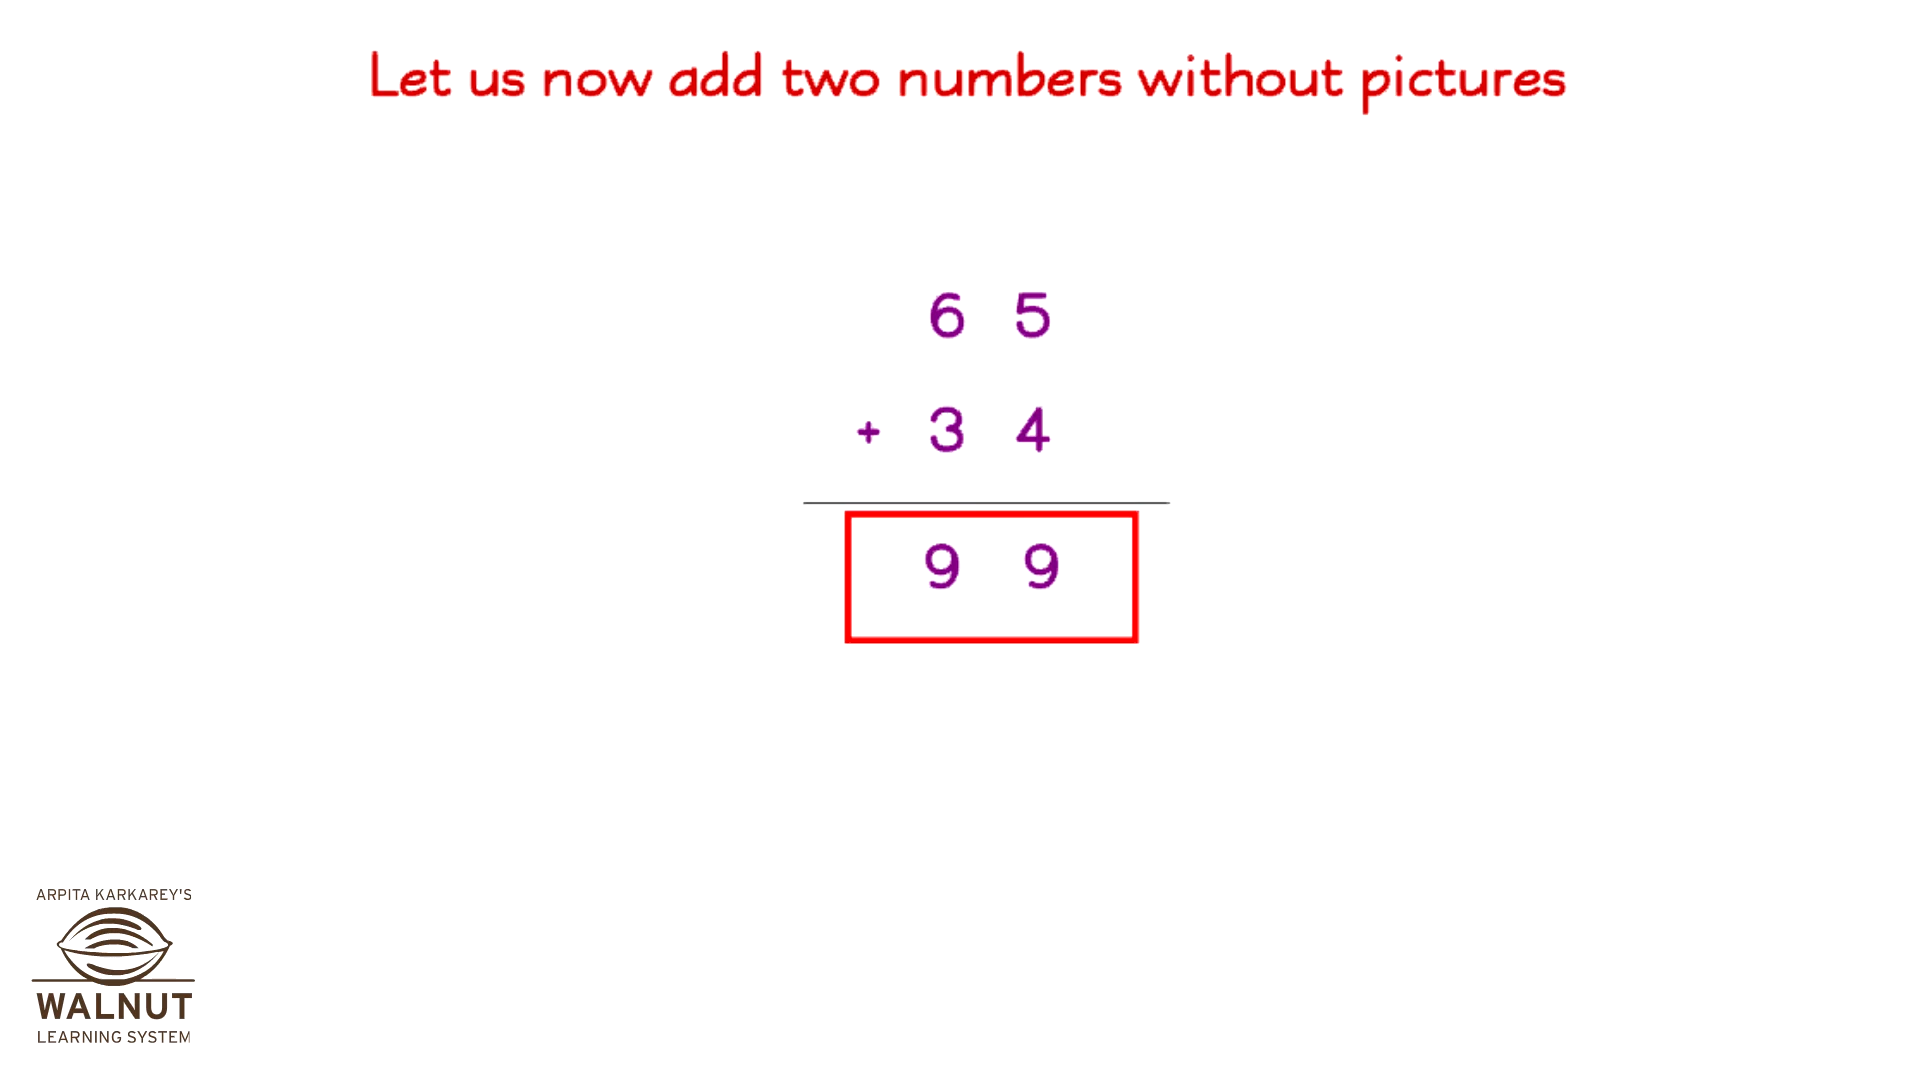 Let us now add two numbers without pictures
6 5
+ 3 4
9 9
ARPITA KARKAREY'S
WALNUT
LEARNING SYSTEM